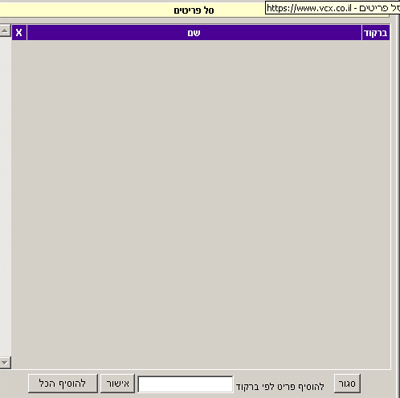 סל פריטים - https://www.vcx.co.il
סל פריטים
ברקוד שם X
סגור להוסיף פריט לפי ברקוד אישור להוסיף הכל